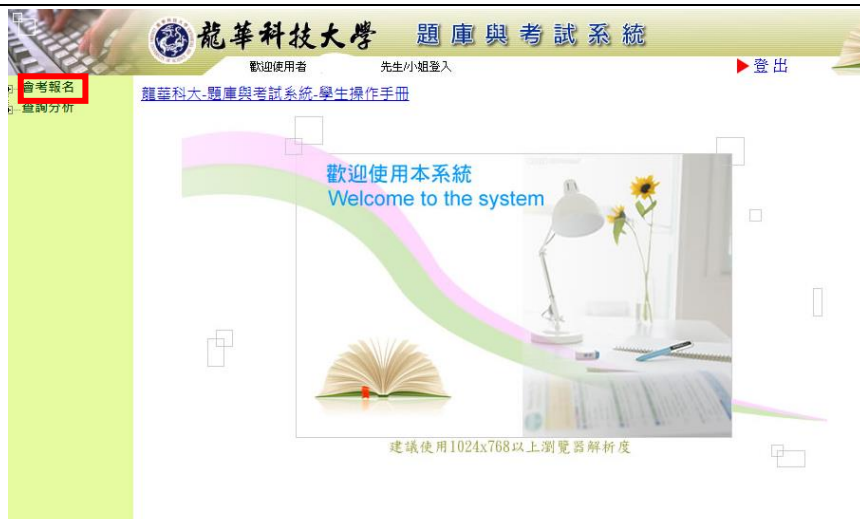 龍華科技大學 題庫與考試系統
歡迎使用者 先生/小姐登入 登出
會考報名
查詢分析
龍華科大-題庫與考試系統-學生操作手冊
歡迎使用本系統
Welcome to the system
建議使用1024x768以上瀏覽器解析度